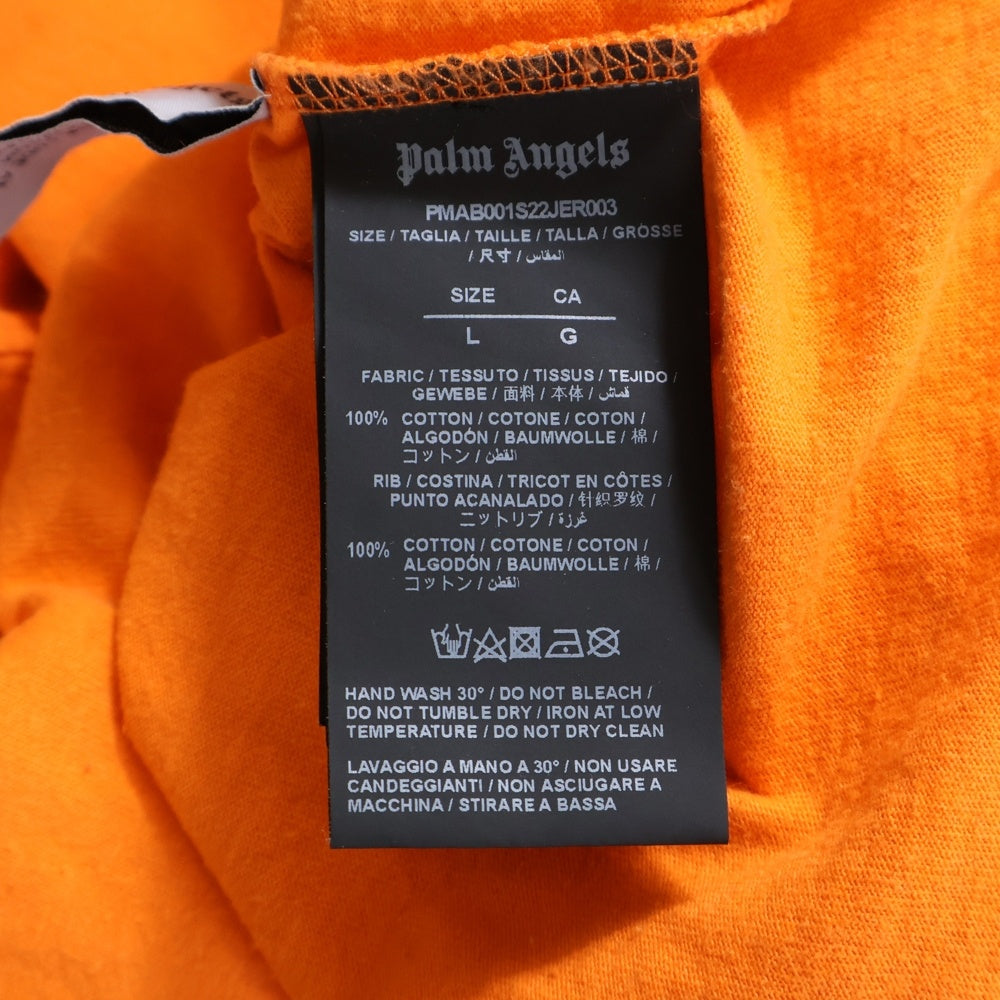 Palm Angels
PMAB001S22JER003
SIZE / TAGLIA / TAILLE / TALLA / GRÖSSE
/ 尺寸 / المقاس
SIZE CA
L G
FABRIC / TESSUTO / TISSUS / TEJIDO /
GEWEBE / 面料 / 本体 / قماش
100% COTTON / COTONE / COTON /
ALGODÓN / BAUMWOLLE / 棉 /
コットン / القطن
RIB / COSTINA / TRICOT EN CÔTES /
PUNTO ACANALADO / 针织罗纹 /
ニットリブ / غرزة
100% COTTON / COTONE / COTON /
ALGODÓN / BAUMWOLLE / 棉 /
コットン / القطن
HAND WASH 30° / DO NOT BLEACH /
DO NOT TUMBLE DRY / IRON AT LOW
TEMPERATURE / DO NOT DRY CLEAN
LAVAGGIO A MANO A 30° / NON USARE
CANDEGGIANTI / NON ASCIUGARE A
MACCHINA / STIRARE A BASSA